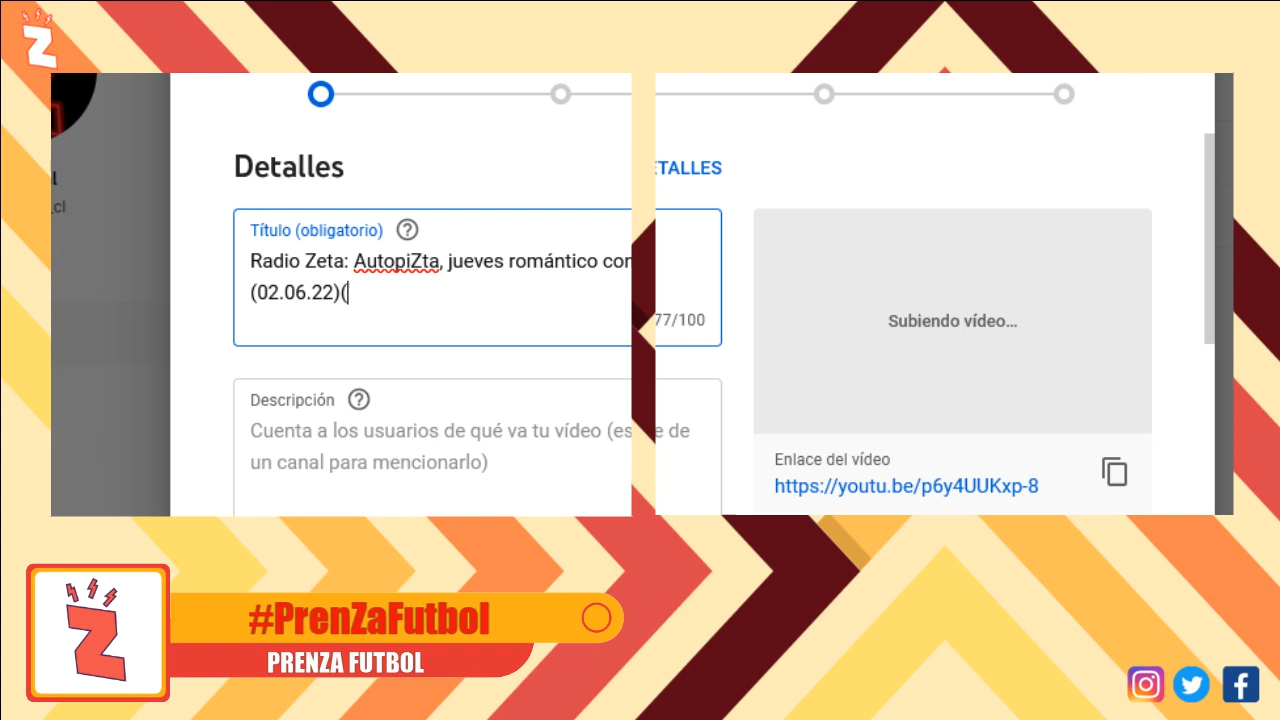 Z
l
_cl
Detalles
ETALLES
Título (obligatorio) ?
Radio Zeta: AutopiZta, jueves romántico con
(02.06.22)(
77/100
Subiendo vídeo…
Descripción ?
Cuenta a los usuarios de qué va tu vídeo (es e de
un canal para mencionarlo)
Enlace del vídeo
https://youtu.be/p6y4UUKxp-8
Z
#PrenZaFutbol
PRENZA FUTBOL